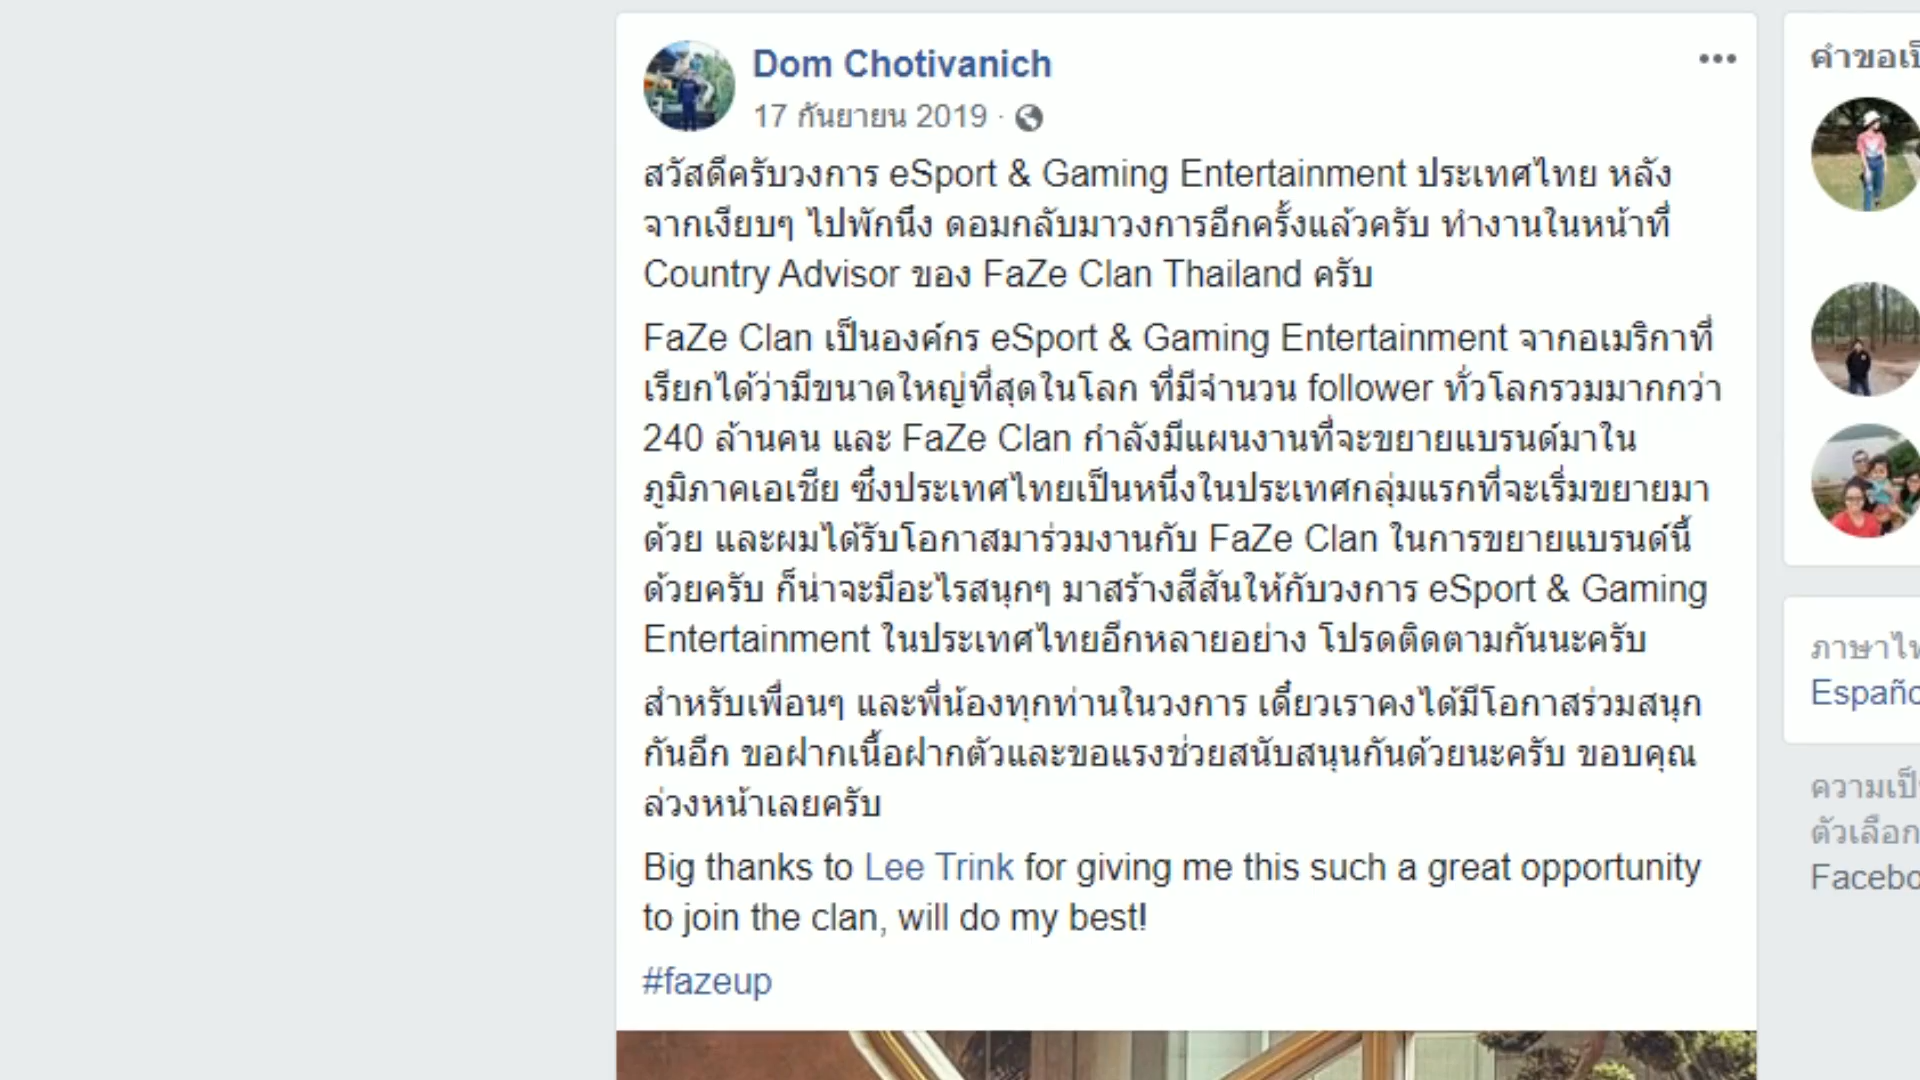 Dom Chotivanich
17 กันยายน 2019 ·
สวัสดีครับวงการ eSport & Gaming Entertainment ประเทศไทย หลัง
จากเงียบๆ ไปพักนึง ดอมกลับมาวงการอีกครั้งแล้วครับ ทำงานในหน้าที่
Country Advisor ของ FaZe Clan Thailand ครับ
FaZe Clan เป็นองค์กร eSport & Gaming Entertainment จากอเมริกาที่
เรียกได้ว่ามีขนาดใหญ่ที่สุดในโลก ที่มีจำนวน follower ทั่วโลกรวมมากกว่า
240 ล้านคน และ FaZe Clan กำลังมีแผนงานที่จะขยายแบรนด์มาใน
ภูมิภาคเอเชีย ซึ่งประเทศไทยเป็นหนึ่งในประเทศกลุ่มแรกที่จะเริ่มขยายมา
ด้วย และผมได้รับโอกาสมาร่วมงานกับ FaZe Clan ในการขยายแบรนด์นี้
ด้วยครับ ก็น่าจะมีอะไรสนุกๆ มาสร้างสีสันให้กับวงการ eSport & Gaming
Entertainment ในประเทศไทยอีกหลายอย่าง โปรดติดตามกันนะครับ
สำหรับเพื่อนๆ และพี่น้องทุกท่านในวงการ เดี๋ยวเราคงได้มีโอกาสร่วมสนุก
กันอีก ขอฝากเนื้อฝากตัวและขอแรงช่วยสนับสนุนกันด้วยนะครับ ขอบคุณ
ล่วงหน้าเลยครับ
Big thanks to Lee Trink for giving me this such a great opportunity
to join the clan, will do my best!
#fazeup
ตัวเลือก